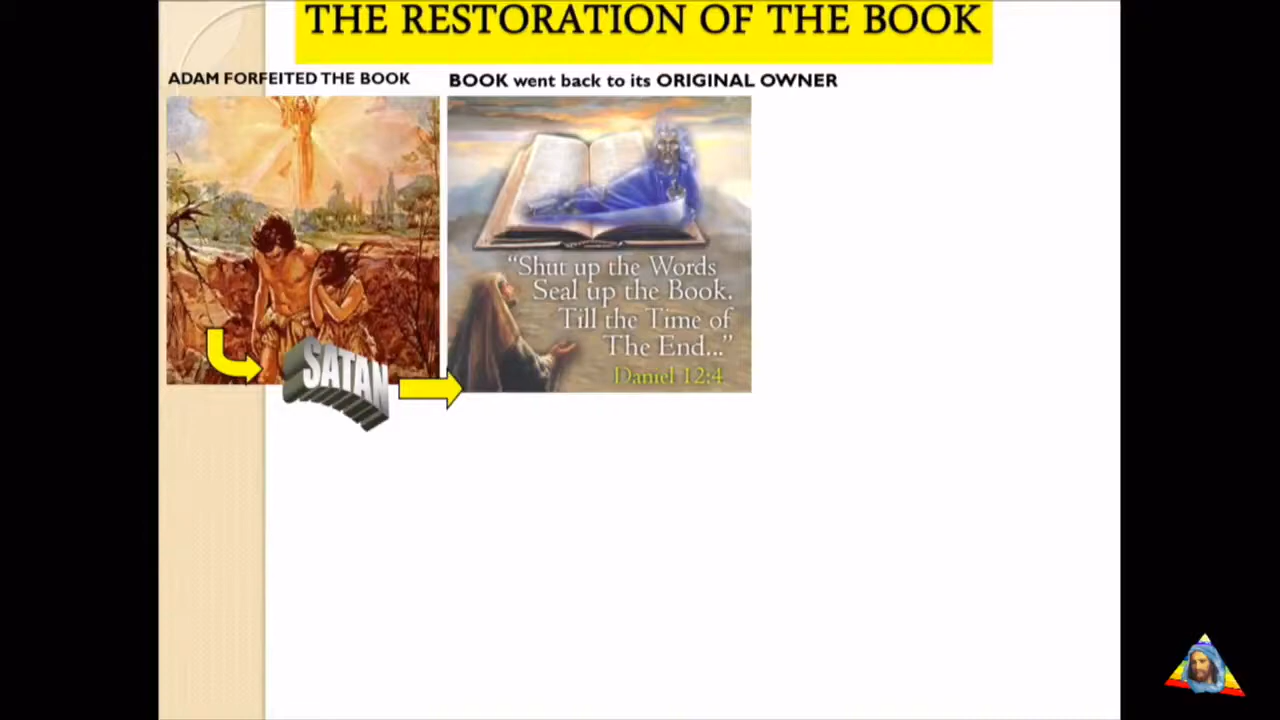 THE RESTORATION OF THE BOOK
ADAM FORFEITED THE BOOK
BOOK went back to its ORIGINAL OWNER
"Shut up the Words
Seal up the Book.
Till the Time of
The End..."
Daniel 12:4
SATAN